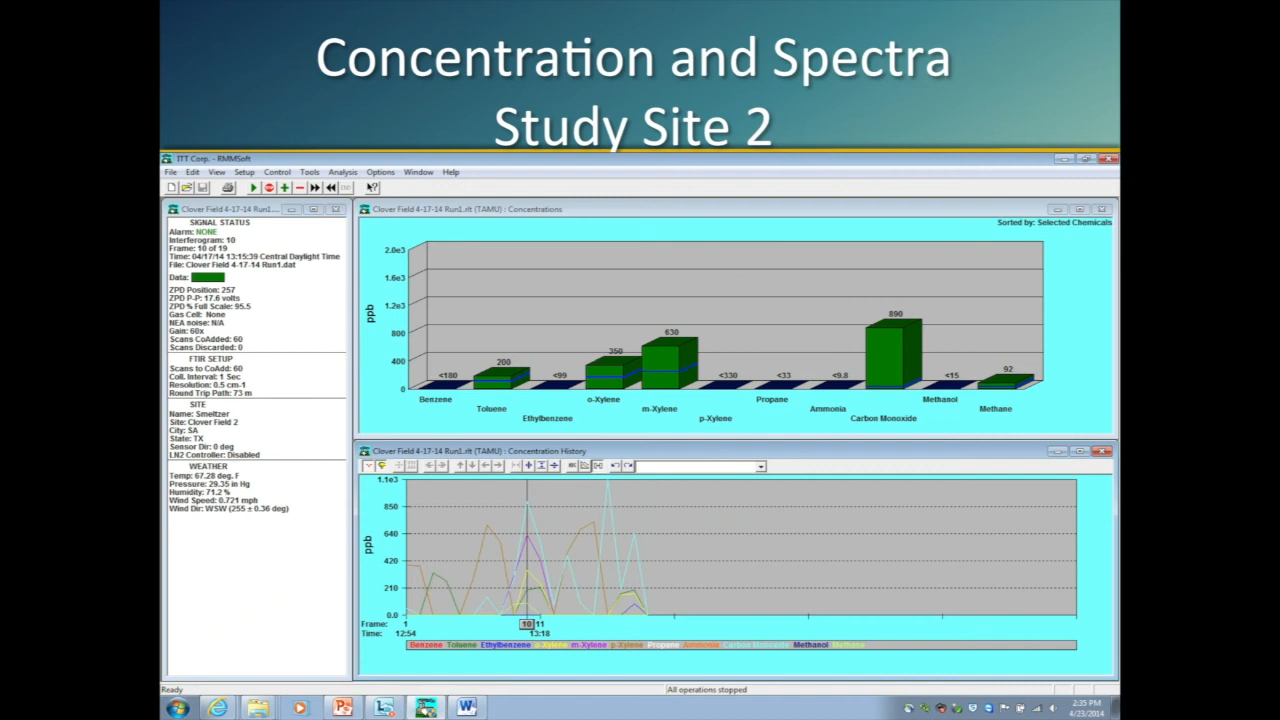 Concentration and Spectra
Study Site 2
ITT Corp. - RMMSoft
File Edit View Setup Control Tools Analysis Options Window Help
Clover Field 4-17-14 Run1....
SIGNAL STATUS
Alarm: NONE
Interferogram: 10
Frame: 10 of 19
Time: 04/17/14 13:15:39 Central Daylight Time
File: Clover Field 4-17-14 Run1.dat
Data:
ZPD Position: 257
ZPD P-P: 17.6 volts
ZPD % Full Scale: 95.5
Gas Cell: None
NEA noise: N/A
Gain: 60x
Scans CoAdded: 60
Scans Discarded: 0
FTIR SETUP
Scans to CoAdd: 60
Coll. Interval: 1 Sec
Resolution: 0.5 cm-1
Round Trip Path: 73 m
SITE
Name: Smeltzer
Site: Clover Field 2
City: SA
State: TX
Sensor Dir: 0 deg
LN2 Controller: Disabled
WEATHER
Temp: 67.28 deg. F
Pressure: 29.35 in Hg
Humidity: 71.2 %
Wind Speed: 0.721 mph
Wind Dir: WSW (255 ± 0.36 deg)
Clover Field 4-17-14 Run1.rlt (TAMU) : Concentrations
Sorted by: Selected Chemicals
2.0e3
1.6e3
1.2e3
800
400
0
ppb
<180 200 <99 350 630 <330 <33 <9.8 890 <15 92
Benzene o-Xylene Propane Methanol
Toluene m-Xylene Ammonia Methane
Ethylbenzene p-Xylene Carbon Monoxide
Clover Field 4-17-14 Run1.rlt (TAMU) : Concentration History
1.1e3
850
640
420
210
0.0
ppb
Frame: 1 10 11
Time: 12:54 13:18
Benzene Toluene Ethylbenzene o-Xylene m-Xylene p-Xylene Propane Ammonia Carbon Monoxide Methanol Methane
Ready All operations stopped
2:35 PM
4/23/2014